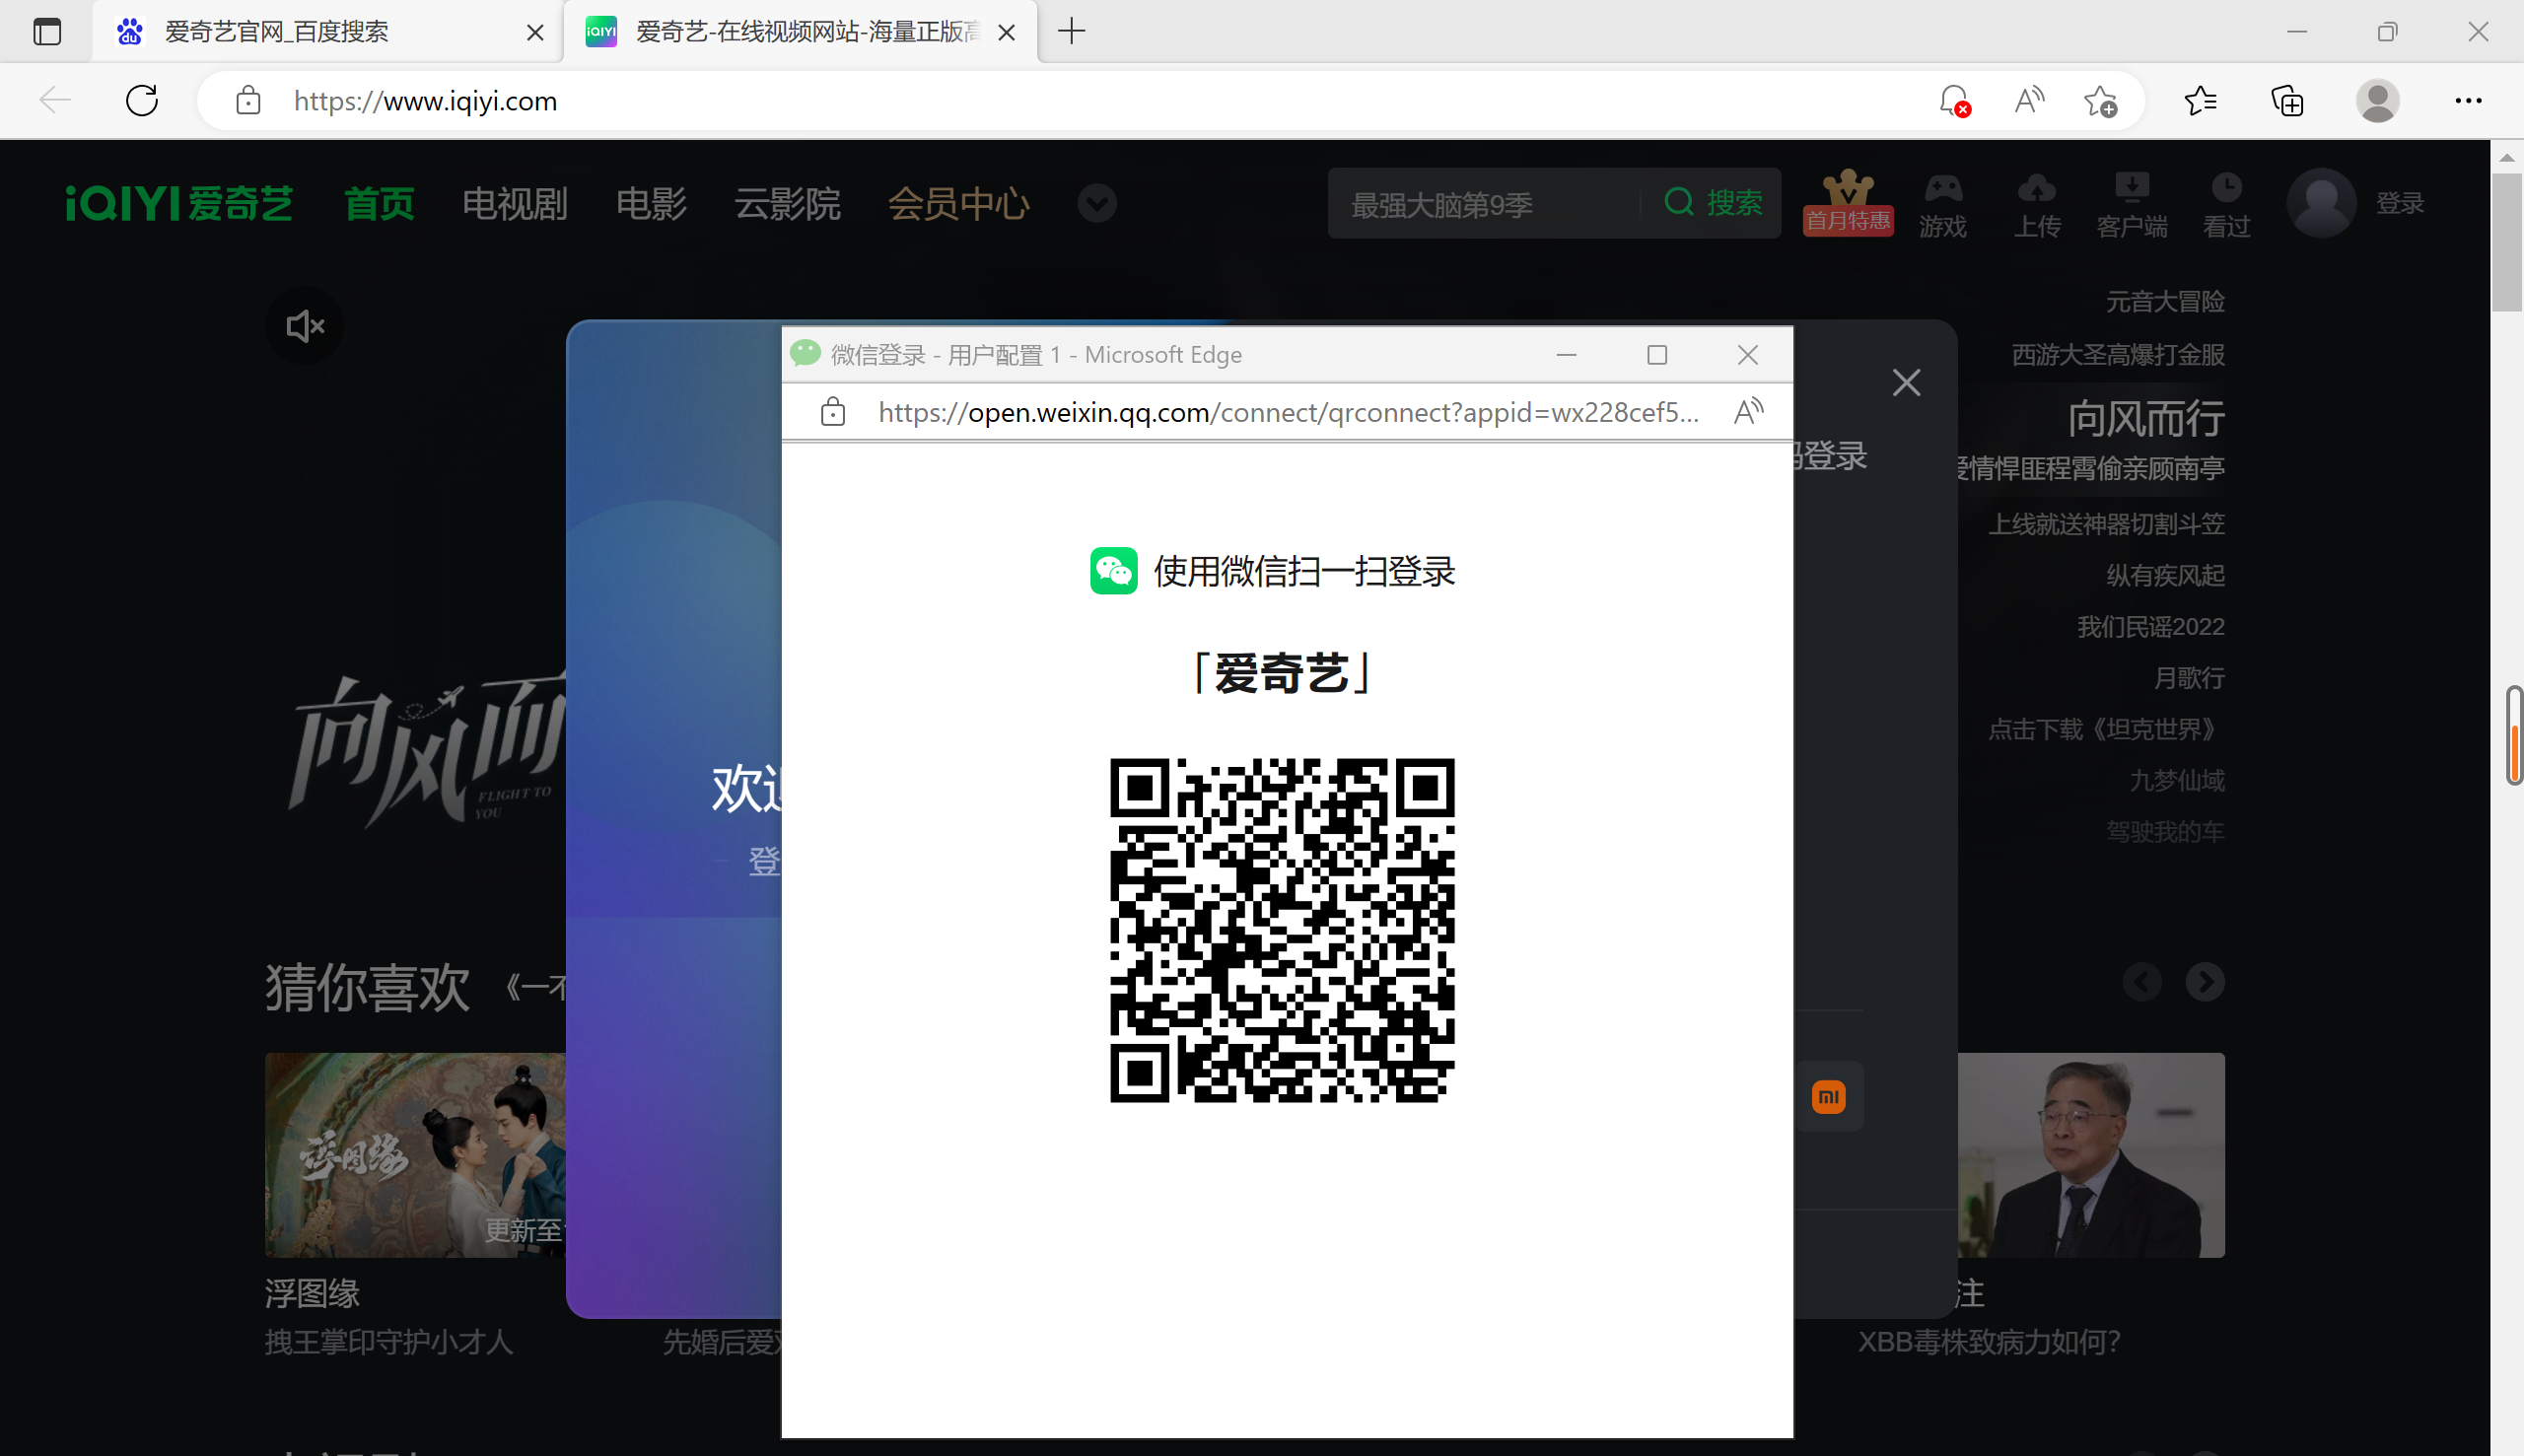 爱奇艺官网_百度搜索
爱奇艺-在线视频网站-海量正版高
https://www.iqiyi.com
iQIYI 爱奇艺
首页
电视剧
电影
云影院
会员中心
最强大脑第9季
搜索
首月特惠
游戏
上传
客户端
看过
登录
元音大冒险
西游大圣高爆打金服
向风而行
爱情悍匪程霄偷亲顾南亭
上线就送神器切割斗笠
纵有疾风起
我们民谣2022
月歌行
点击下载《坦克世界》
九梦仙域
驾驶我的车
微信登录 - 用户配置 1 - Microsoft Edge
https://open.weixin.qq.com/connect/qrconnect?appid=wx228cef5...
码登录
使用微信扫一扫登录
「爱奇艺」
向风而
FLIGHT TO
YOU
欢迎
登
猜你喜欢
《一不
浮图缘
更新至
浮图缘
拽王掌印守护小才人
先婚后爱
注
XBB毒株致病力如何?